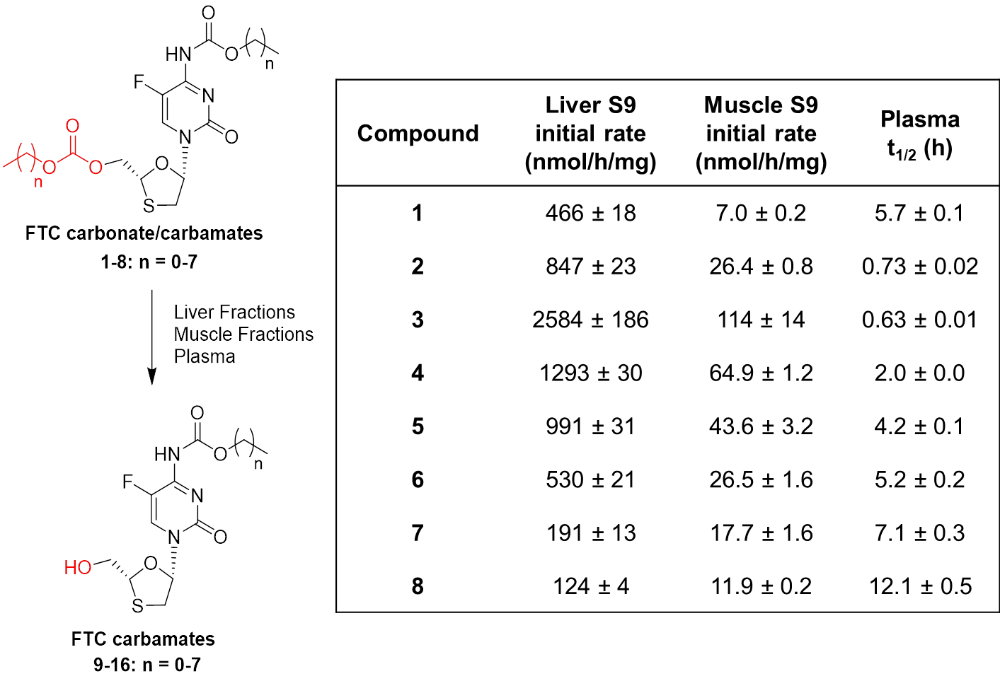 O
HN
O
n
F
N
O
N
O
O
O
n
O
O
S
FTC carbonate/carbamates
1-8: n = 0-7
Liver Fractions
Muscle Fractions
Plasma
O
HN
O
n
F
N
N
O
HO
O
S
FTC carbamates
9-16: n = 0-7
Compound
Liver S9
initial rate
(nmol/h/mg)
Muscle S9
initial rate
(nmol/h/mg)
Plasma
t1/2 (h)
1 466 ± 18 7.0 ± 0.2 5.7 ± 0.1
2 847 ± 23 26.4 ± 0.8 0.73 ± 0.02
3 2584 ± 186 114 ± 14 0.63 ± 0.01
4 1293 ± 30 64.9 ± 1.2 2.0 ± 0.0
5 991 ± 31 43.6 ± 3.2 4.2 ± 0.1
6 530 ± 21 26.5 ± 1.6 5.2 ± 0.2
7 191 ± 13 17.7 ± 1.6 7.1 ± 0.3
8 124 ± 4 11.9 ± 0.2 12.1 ± 0.5